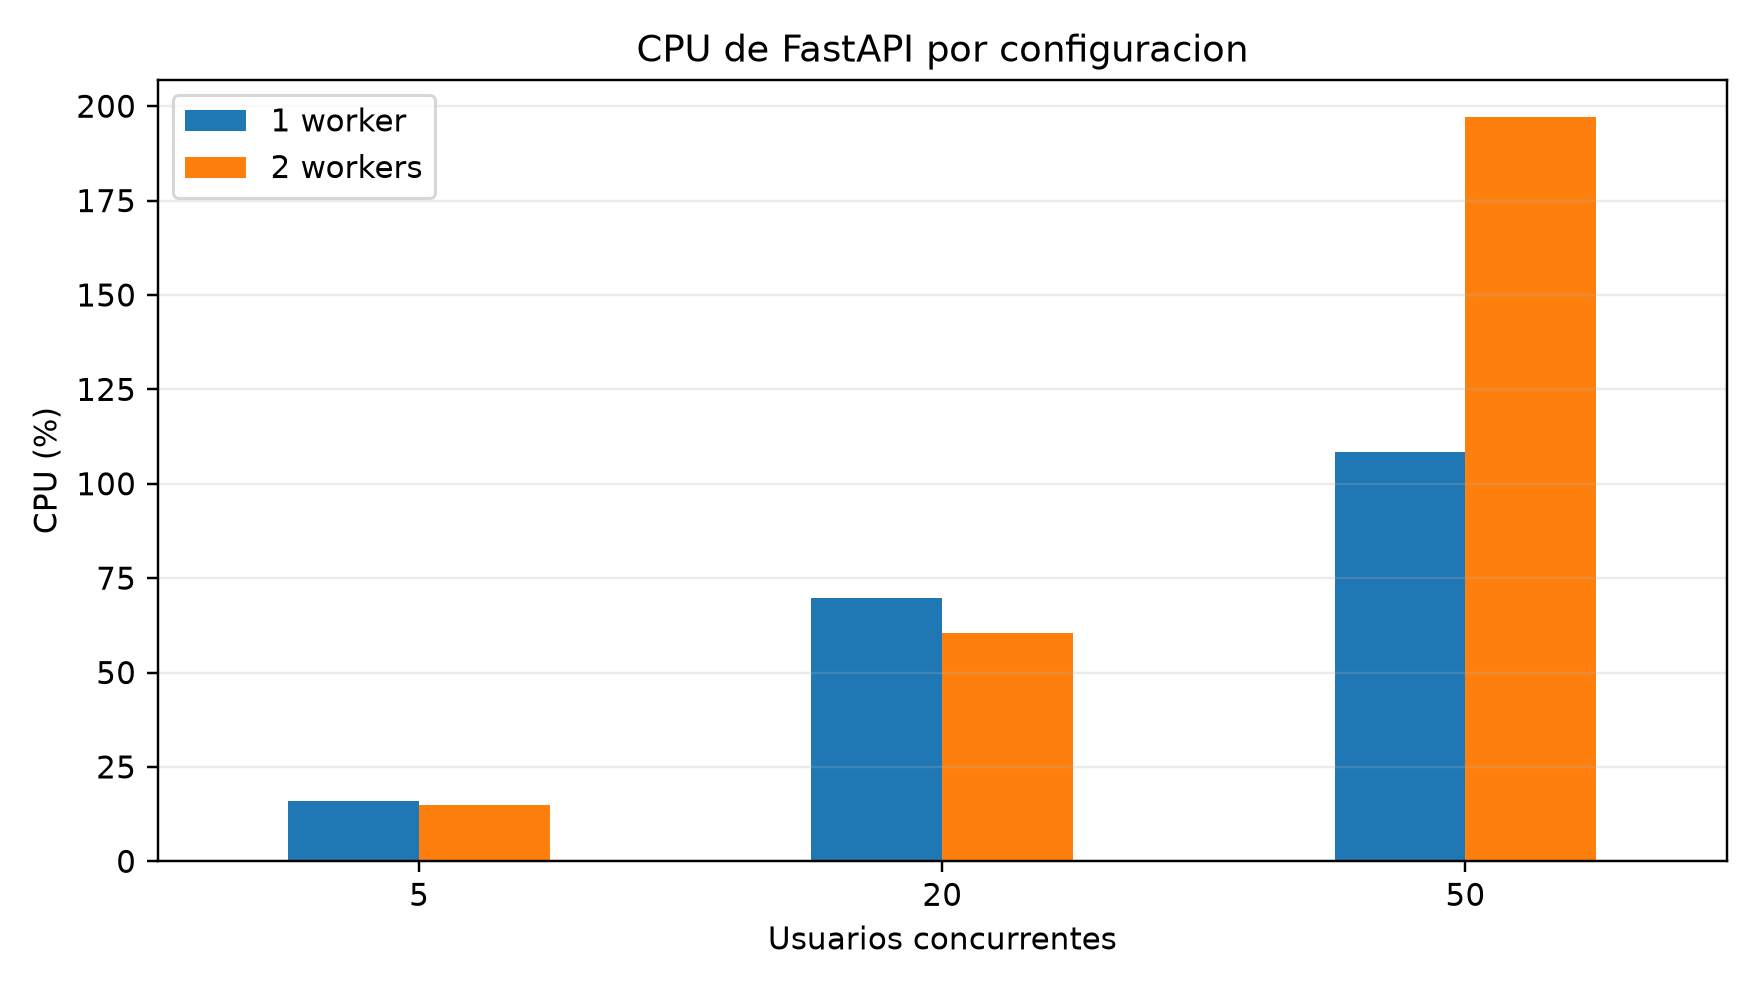 CPU de FastAPI por configuracion
1 worker
2 workers
200
175
150
125
100
75
50
25
0
CPU (%)
5 20 50
Usuarios concurrentes